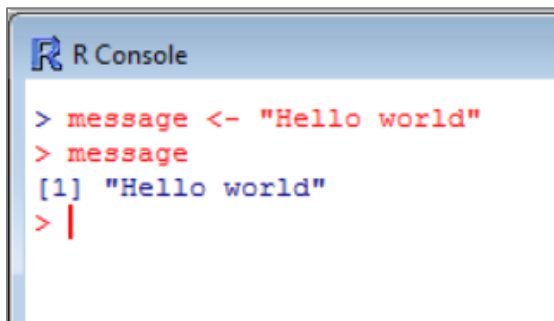 R Console
> message <- "Hello world"
> message
[1] "Hello world"
>